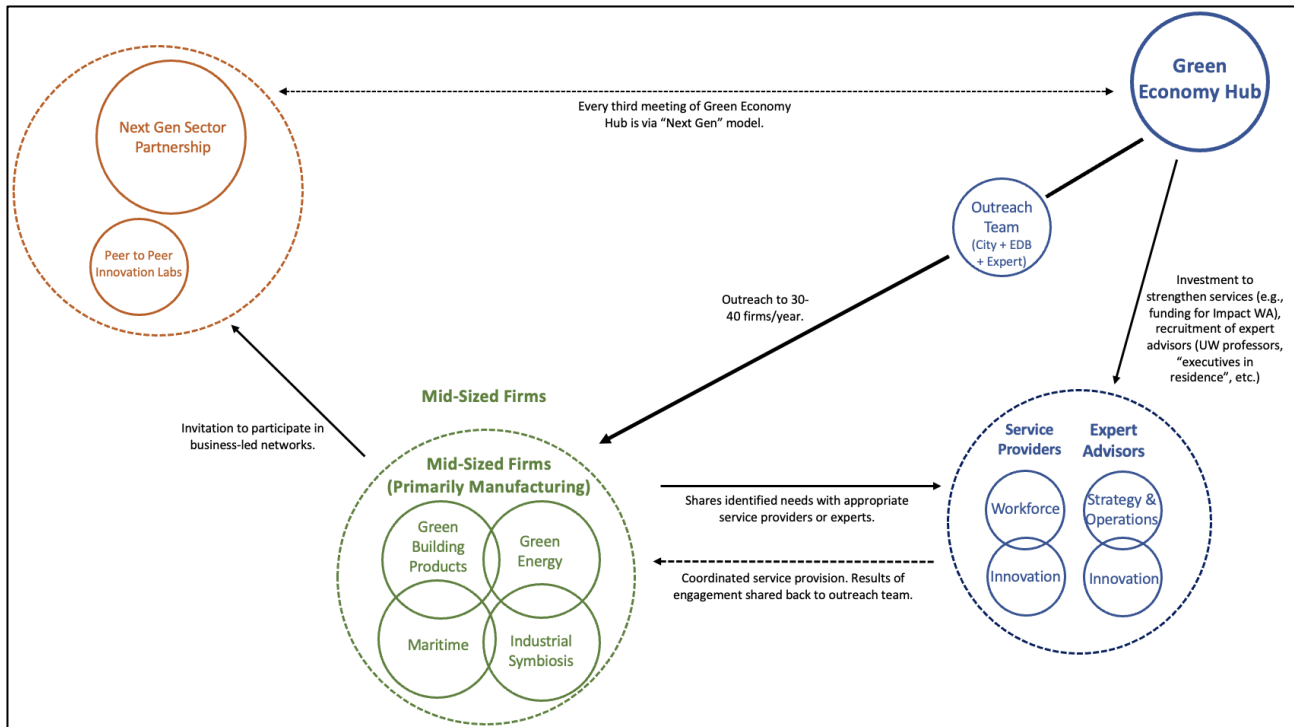 Next Gen Sector
Partnership
Peer to Peer
Innovation Labs
Every third meeting of Green Economy
Hub is via “Next Gen” model.
Green
Economy Hub
Outreach
Team
(City + EDB
+ Expert)
Outreach to 30-
40 firms/year.
Investment to
strengthen services (e.g.,
funding for Impact WA),
recruitment of expert
advisors (UW professors,
“executives in
residence”, etc.)
Invitation to participate in
business-led networks.
Mid-Sized Firms
Mid-Sized Firms
(Primarily Manufacturing)
Green
Building
Products
Green
Energy
Maritime
Industrial
Symbiosis
Shares identified needs with appropriate
service providers or experts.
Coordinated service provision. Results of
engagement shared back to outreach team.
Service
Providers
Expert
Advisors
Workforce
Strategy &
Operations
Innovation
Innovation